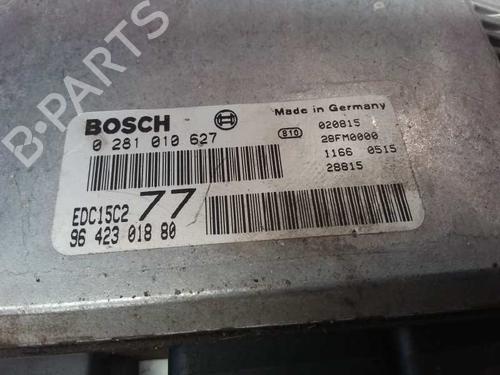 B-PARTS
BOSCH
0 281 010 627
Made in Germany
810 020815
28FM0000
1166 0515
28815
EDC15C2 77
96 423 018 80